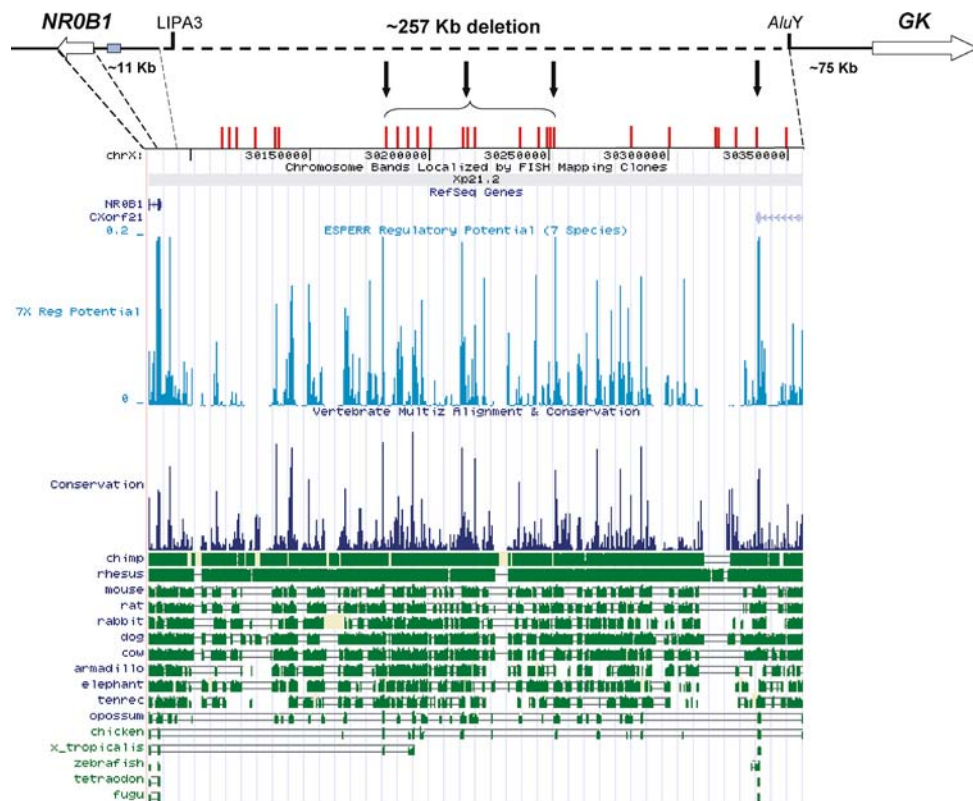 NR0B1 LIPA3 ~257 Kb deletion AluY GK
~11 Kb ~75 Kb
chrX: 30150000 30200000 30250000 30300000 30350000
Chromosome Bands Localized by FISH Mapping Clones
Xp21.2
RefSeq Genes
NR0B1
CXorf21
0.2 _ ESPERR Regulatory Potential (7 Species)
7X Reg Potential
0 _
Vertebrate Multiz Alignment & Conservation
Conservation
chimp
rhesus
mouse
rat
rabbit
dog
cow
armadillo
elephant
tenrec
opossum
chicken
x_tropicalis
zebrafish
tetraodon
fugu